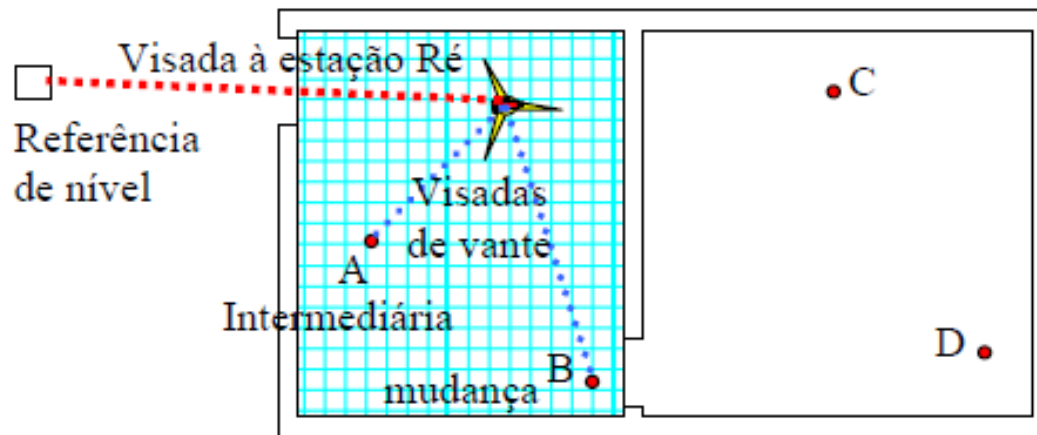 Visada à estação Ré
C
Referência
de nível
Visadas
de vante
A
Intermediária
D
B
mudança